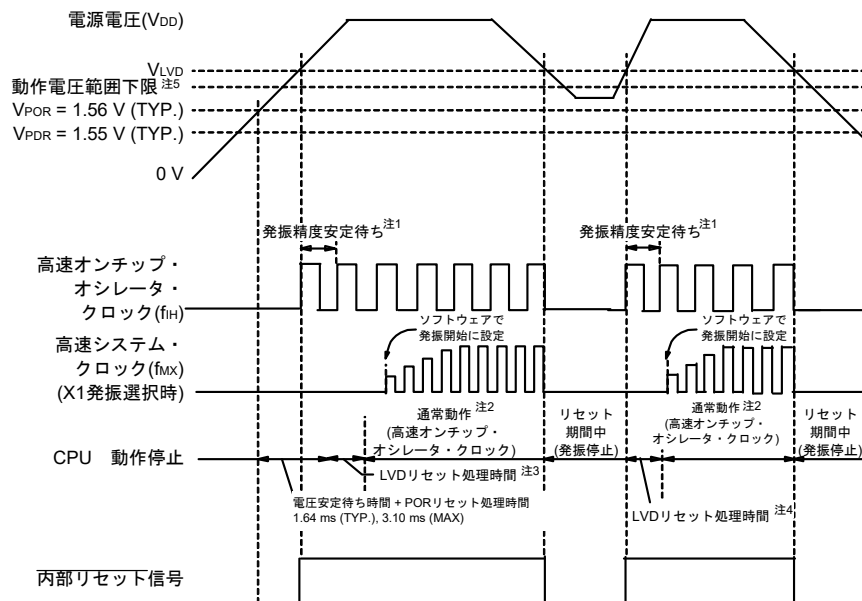 電源電圧(VDD)
VLVD
動作電圧範囲下限 注5
VPOR = 1.56 V (TYP.)
VPDR = 1.55 V (TYP.)
0 V
発振精度安定待ち注1
発振精度安定待ち注1
高速オンチップ・
オシレータ・
クロック(fIH)
ソフトウェアで
発振開始に設定
ソフトウェアで
発振開始に設定
高速システム・
クロック(fMX)
(X1発振選択時)
通常動作 注2
(高速オンチップ・
オシレータ・クロック)
リセット
期間中
(発振停止)
通常動作 注2
(高速オンチップ・
オシレータ・クロック)
リセット
期間中
(発振停止)
CPU 動作停止
LVDリセット処理時間 注3
電圧安定待ち時間 + PORリセット処理時間
1.64 ms (TYP.), 3.10 ms (MAX)
LVDリセット処理時間 注4
内部リセット信号